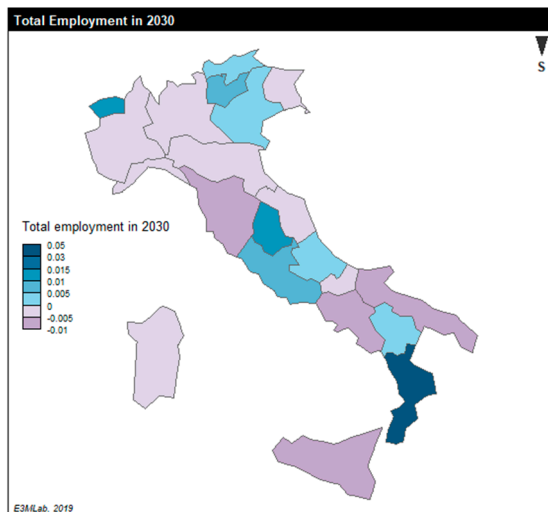 Total Employment in 2030
S
Total employment in 2030
0.05
0.03
0.015
0.01
0.005
0
-0.005
-0.01
E3MLab, 2019